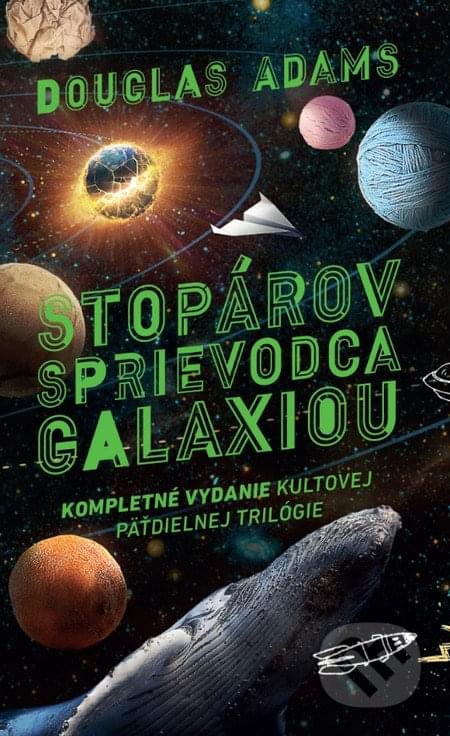 DOUGLAS ADAMS
STOPÁROV
SPRIEVODCA
GALAXIOU
KOMPLETNÉ VYDANIE KULTOVEJ
PÄŤDIELNEJ TRILÓGIE
m